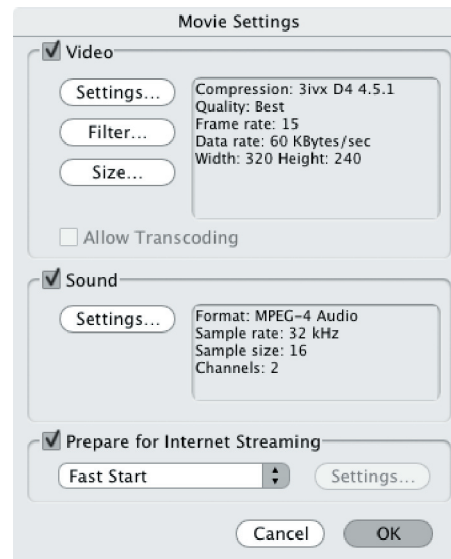 Movie Settings
Video
Settings...
Filter...
Size...
Compression: 3ivx D4 4.5.1
Quality: Best
Frame rate: 15
Data rate: 60 KBytes/sec
Width: 320 Height: 240
Allow Transcoding
Sound
Settings...
Format: MPEG-4 Audio
Sample rate: 32 kHz
Sample size: 16
Channels: 2
Prepare for Internet Streaming
Fast Start
Settings...
Cancel
OK